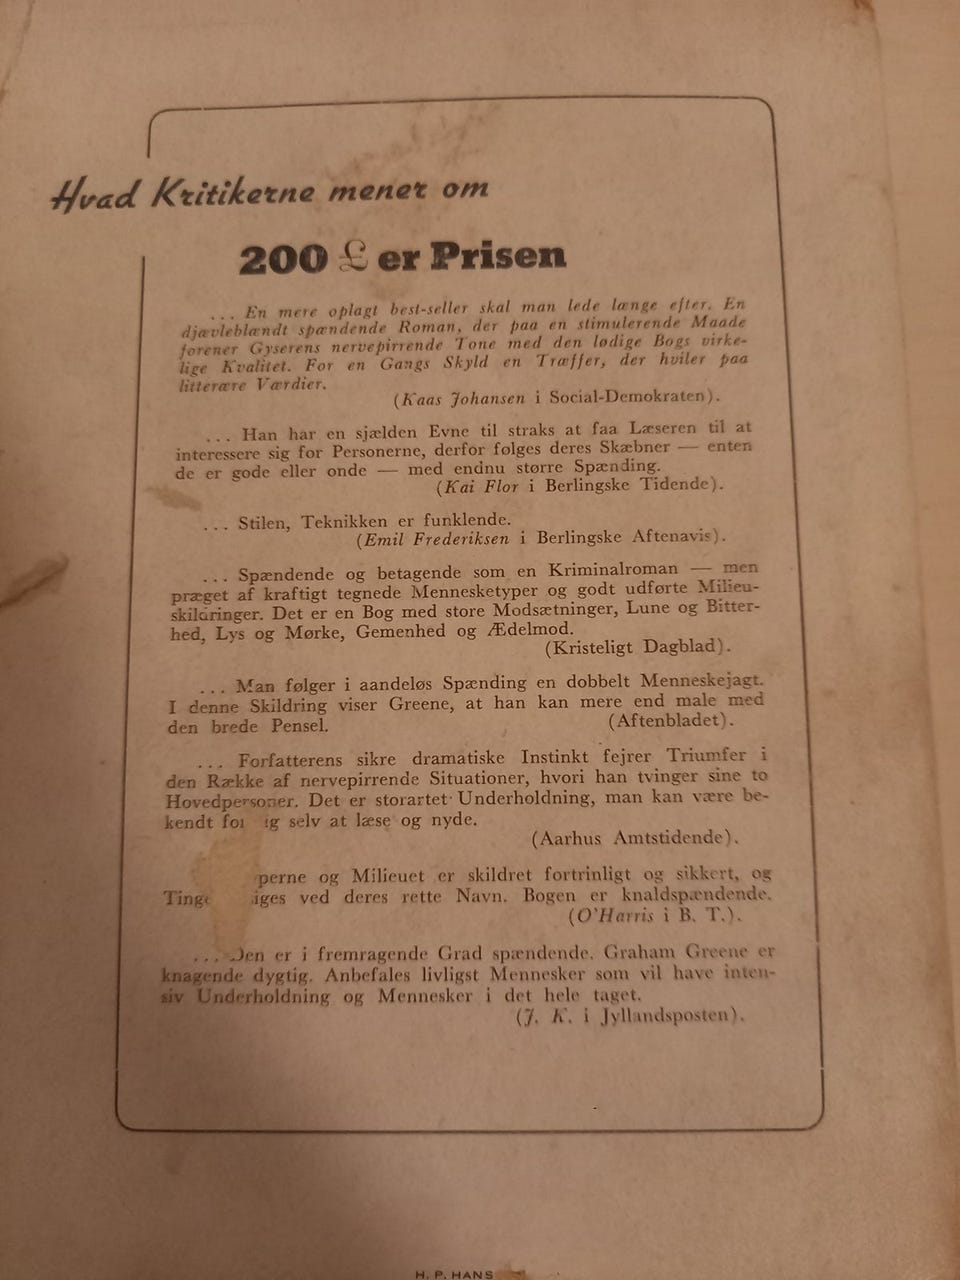 Hvad Kritikerne mener om
200 £ er Prisen
... En mere oplagt best-seller skal man lede længe efter. En
djævleblændt spændende Roman, der paa en stimulerende Maade
forener Gyserens nervepirrende Tone med den lødige Bogs virke-
lige Kvalitet. For en Gangs Skyld en Træffer, der hviler paa
litterære Værdier.
(Kaas Johansen i Social-Demokraten).
... Han har en sjælden Evne til straks at faa Læseren til at
interessere sig for Personerne, derfor følges deres Skæbner — enten
de er gode eller onde — med endnu større Spænding.
(Kai Flor i Berlingske Tidende).
... Stilen, Teknikken er funklende.
(Emil Frederiksen i Berlingske Aftenavis).
... Spændende og betagende som en Kriminalroman — men
præget af kraftigt tegnede Mennesketyper og godt udførte Milieu-
skildringer. Det er en Bog med store Modsætninger, Lune og Bitter-
hed, Lys og Mørke, Gemenhed og Ædelmod.
(Kristeligt Dagblad).
... Man følger i aandeløs Spænding en dobbelt Menneskejagt.
I denne Skildring viser Greene, at han kan mere end male med
den brede Pensel. (Aftenbladet).
... Forfatterens sikre dramatiske Instinkt fejrer Triumfer i
den Række af nervepirrende Situationer, hvori han tvinger sine to
Hovedpersoner. Det er storartet Underholdning, man kan være be-
kendt for ig selv at læse og nyde.
(Aarhus Amtstidende).
perne og Milieuet er skildret fortrinligt og sikkert, og
Tinge iges ved deres rette Navn. Bogen er knaldspændende.
(O'Harris i B. T.).
... Den er i fremragende Grad spændende. Graham Greene er
knagende dygtig. Anbefales livligst Mennesker som vil have inten-
siv Underholdning og Mennesker i det hele taget.
(J. K. i Jyllandsposten).
H. P. HANS